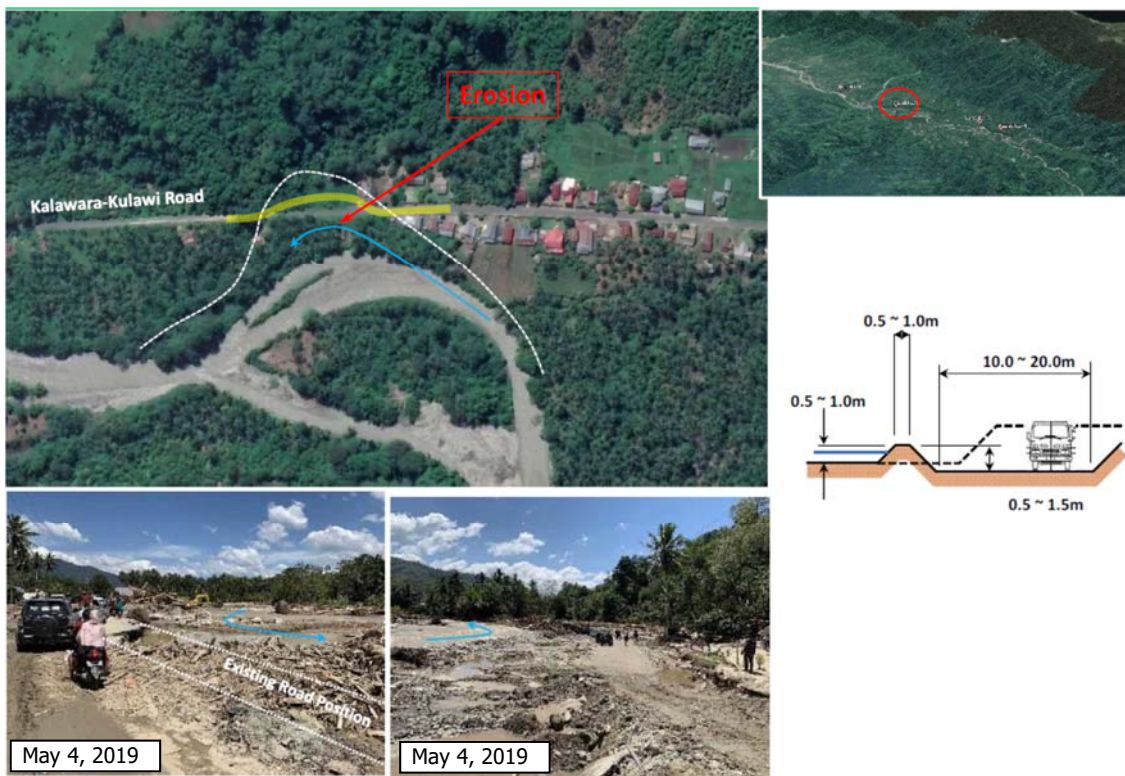 Erosion
Kalawara-Kulawi Road
0.5 ~ 1.0m
10.0 ~ 20.0m
0.5 ~ 1.0m
0.5 ~ 1.5m
Existing Road Position
May 4, 2019
May 4, 2019